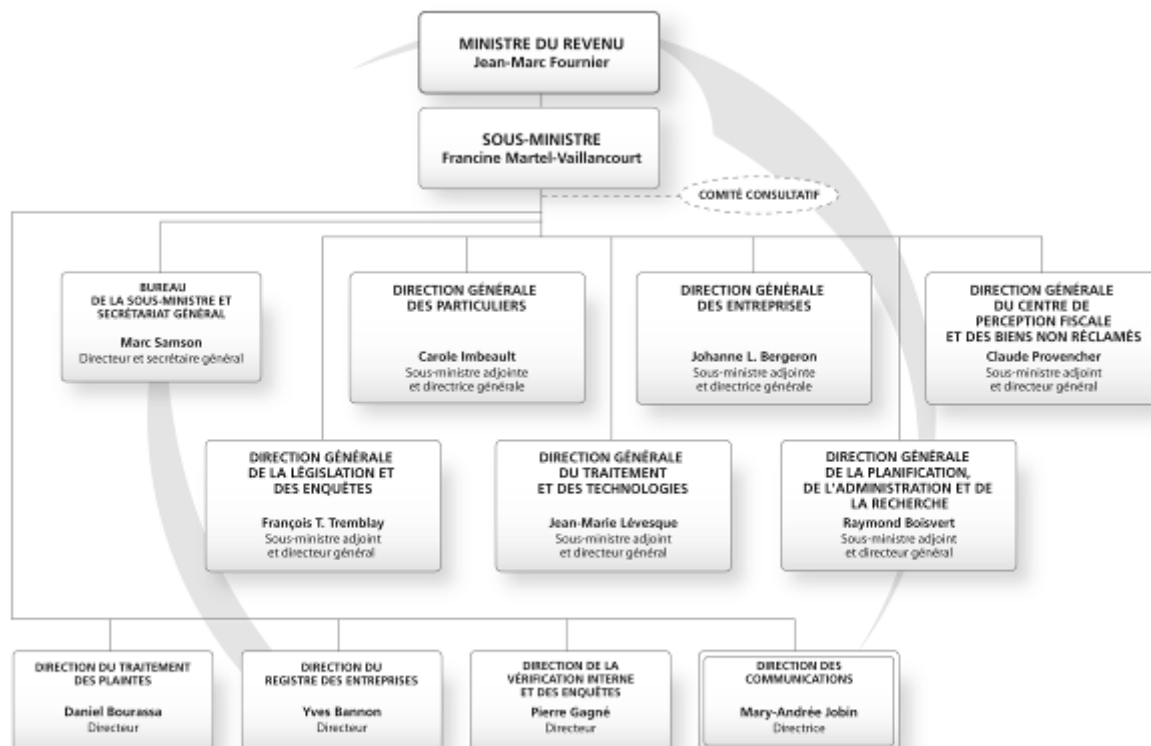 MINISTRE DU REVENU
Jean-Marc Fournier
SOUS-MINISTRE
Francine Martel-Vaillancourt
COMITÉ CONSULTATIF
BUREAU
DE LA SOUS-MINISTRE ET
SECRÉTARIAT GÉNÉRAL
Marc Samson
Directeur et secrétaire général
DIRECTION GÉNÉRALE
DES PARTICULIERS
Carole Imbeault
Sous-ministre adjointe
et directrice générale
DIRECTION GÉNÉRALE
DES ENTREPRISES
Johanne L. Bergeron
Sous-ministre adjointe
et directrice générale
DIRECTION GÉNÉRALE
DU CENTRE DE
PERCEPTION FISCALE
ET DES BIENS NON RÉCLAMÉS
Claude Provencher
Sous-ministre adjoint
et directeur général
DIRECTION GÉNÉRALE
DE LA LÉGISLATION ET
DES ENQUÊTES
François T. Tremblay
Sous-ministre adjoint
et directeur général
DIRECTION GÉNÉRALE
DU TRAITEMENT
ET DES TECHNOLOGIES
Jean-Marie Lévesque
Sous-ministre adjoint
et directeur général
DIRECTION GÉNÉRALE
DE LA PLANIFICATION,
DE L'ADMINISTRATION ET DE
LA RECHERCHE
Raymond Boisvert
Sous-ministre adjoint
et directeur général
DIRECTION DU TRAITEMENT
DES PLAINTES
Daniel Bourassa
Directeur
DIRECTION DU
REGISTRE DES ENTREPRISES
Yves Bannon
Directeur
DIRECTION DE LA
VÉRIFICATION INTERNE
ET DES ENQUÊTES
Pierre Gagné
Directeur
DIRECTION DES
COMMUNICATIONS
Mary-Andrée Jobin
Directrice